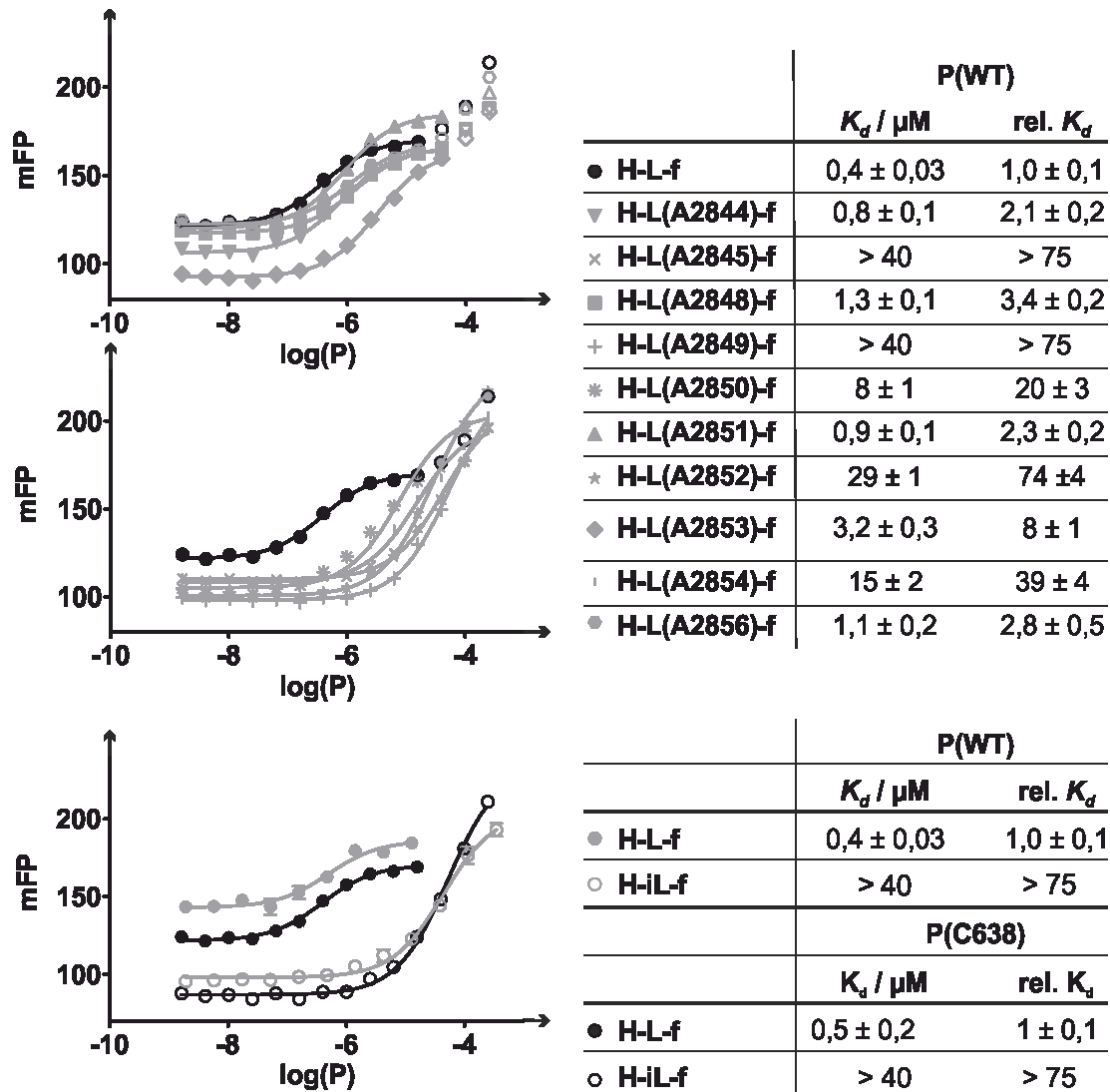 mFP
200
150
100
-10
-8
-6
-4
log(P)
mFP
200
150
100
-10
-8
-6
-4
log(P)
P(WT)
Kd / µM rel. Kd
H-L-f 0,4 ± 0,03 1,0 ± 0,1
H-L(A2844)-f 0,8 ± 0,1 2,1 ± 0,2
H-L(A2845)-f > 40 > 75
H-L(A2848)-f 1,3 ± 0,1 3,4 ± 0,2
H-L(A2849)-f > 40 > 75
H-L(A2850)-f 8 ± 1 20 ± 3
H-L(A2851)-f 0,9 ± 0,1 2,3 ± 0,2
H-L(A2852)-f 29 ± 1 74 ±4
H-L(A2853)-f 3,2 ± 0,3 8 ± 1
H-L(A2854)-f 15 ± 2 39 ± 4
H-L(A2856)-f 1,1 ± 0,2 2,8 ± 0,5
mFP
200
150
100
-10
-8
-6
-4
log(P)
P(WT)
Kd / µM rel. Kd
H-L-f 0,4 ± 0,03 1,0 ± 0,1
H-iL-f > 40 > 75
P(C638)
Kd / µM rel. Kd
H-L-f 0,5 ± 0,2 1 ± 0,1
H-iL-f > 40 > 75